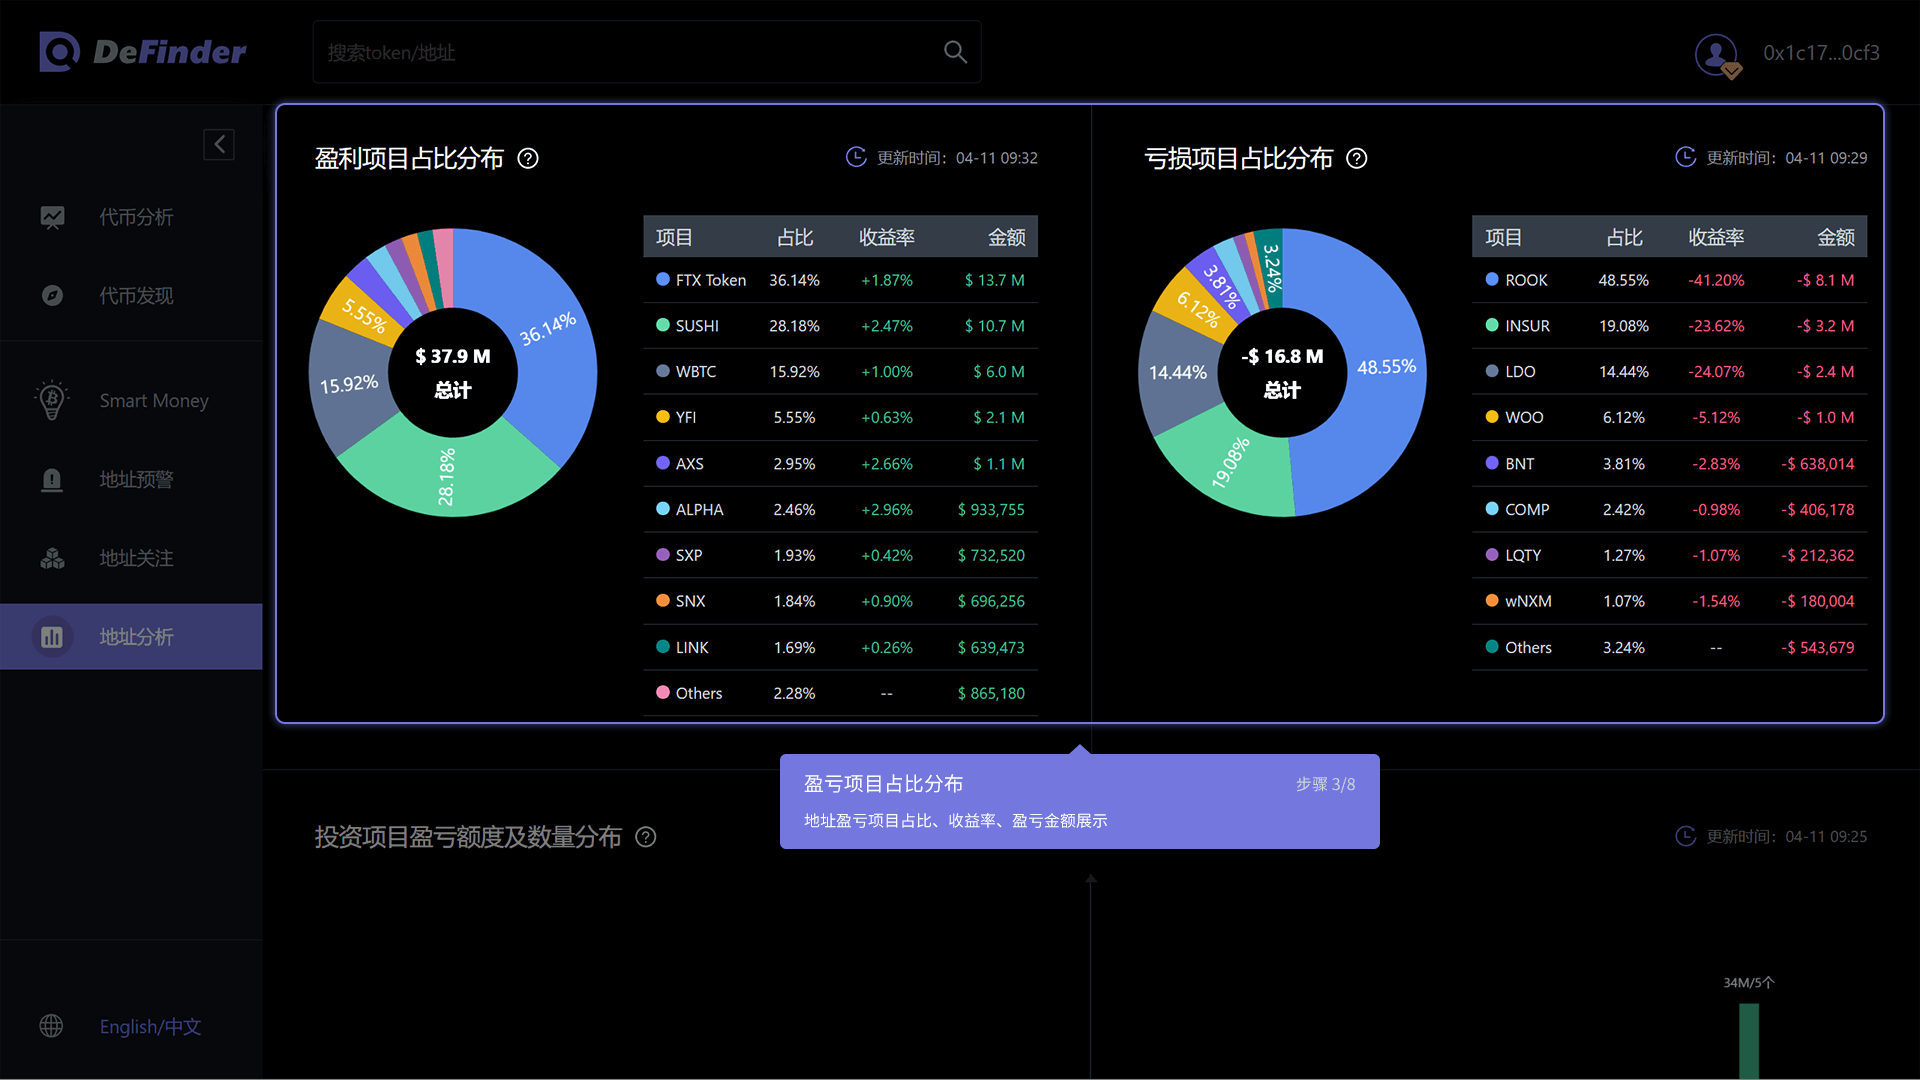 DeFinder
搜索token/地址
0x1c17...0cf3
代币分析
代币发现
Smart Money
地址预警
地址关注
地址分析
English/中文
盈利项目占比分布
更新时间：04-11 09:32
36.14%
28.18%
15.92%
5.55%
$ 37.9 M
总计
项目 占比 收益率 金额
FTX Token 36.14% +1.87% $ 13.7 M
SUSHI 28.18% +2.47% $ 10.7 M
WBTC 15.92% +1.00% $ 6.0 M
YFI 5.55% +0.63% $ 2.1 M
AXS 2.95% +2.66% $ 1.1 M
ALPHA 2.46% +2.96% $ 933,755
SXP 1.93% +0.42% $ 732,520
SNX 1.84% +0.90% $ 696,256
LINK 1.69% +0.26% $ 639,473
Others 2.28% -- $ 865,180
亏损项目占比分布
更新时间：04-11 09:29
48.55%
19.08%
14.44%
6.12%
3.81%
3.24%
-$ 16.8 M
总计
项目 占比 收益率 金额
ROOK 48.55% -41.20% -$ 8.1 M
INSUR 19.08% -23.62% -$ 3.2 M
LDO 14.44% -24.07% -$ 2.4 M
WOO 6.12% -5.12% -$ 1.0 M
BNT 3.81% -2.83% -$ 638,014
COMP 2.42% -0.98% -$ 406,178
LQTY 1.27% -1.07% -$ 212,362
wNXM 1.07% -1.54% -$ 180,004
Others 3.24% -- -$ 543,679
盈亏项目占比分布
步骤 3/8
地址盈亏项目占比、收益率、盈亏金额展示
投资项目盈亏额度及数量分布
更新时间：04-11 09:25
34M/5个